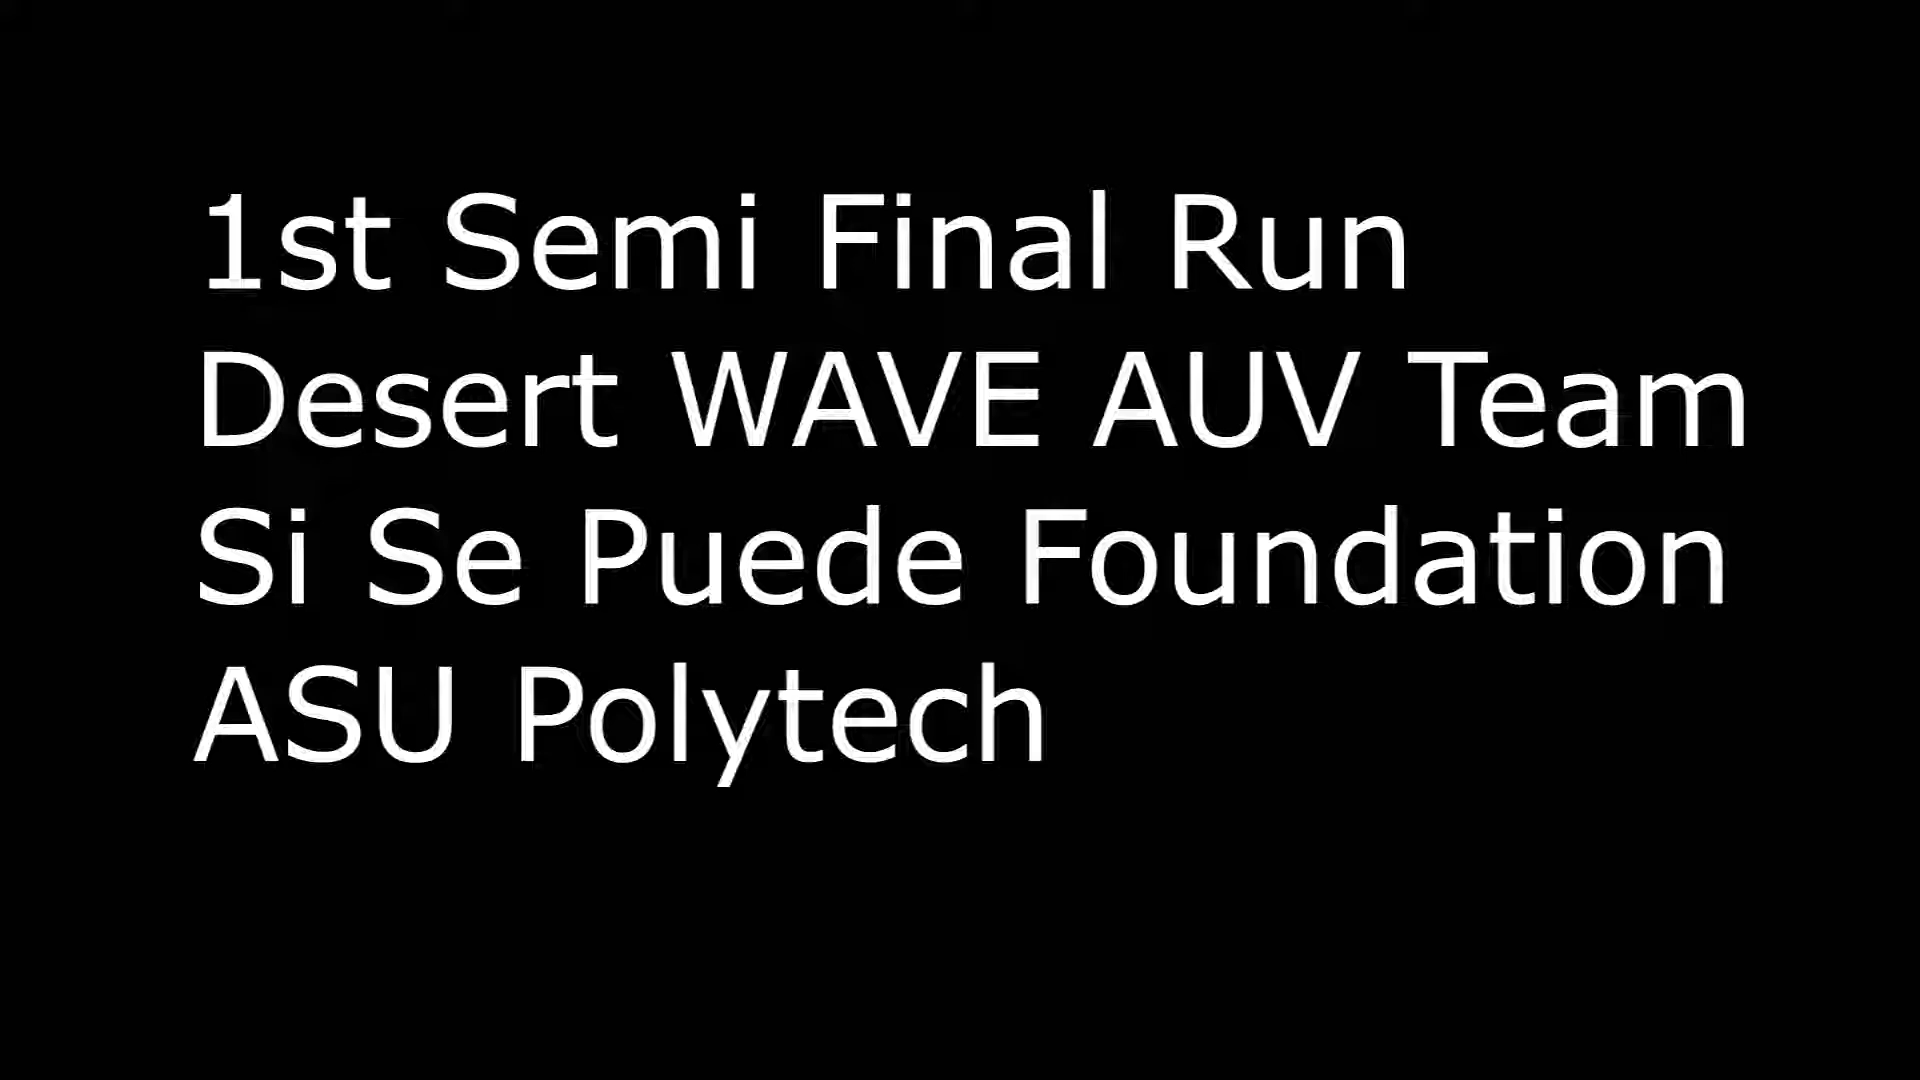 1st Semi Final Run
Desert WAVE AUV Team
Si Se Puede Foundation
ASU Polytech